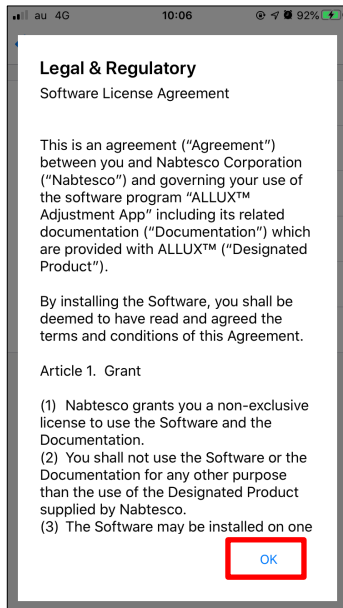 au 4G 10:06 92%
Legal & Regulatory
Software License Agreement
This is an agreement (“Agreement”)
between you and Nabtesco Corporation
(“Nabtesco”) and governing your use of
the software program “ALLUX™
Adjustment App” including its related
documentation (“Documentation”) which
are provided with ALLUX™ (“Designated
Product”).
By installing the Software, you shall be
deemed to have read and agreed the
terms and conditions of this Agreement.
Article 1.  Grant
(1)  Nabtesco grants you a non-exclusive
license to use the Software and the
Documentation.
(2)  You shall not use the Software or the
Documentation for any other purpose
than the use of the Designated Product
supplied by Nabtesco.
(3)  The Software may be installed on one
OK